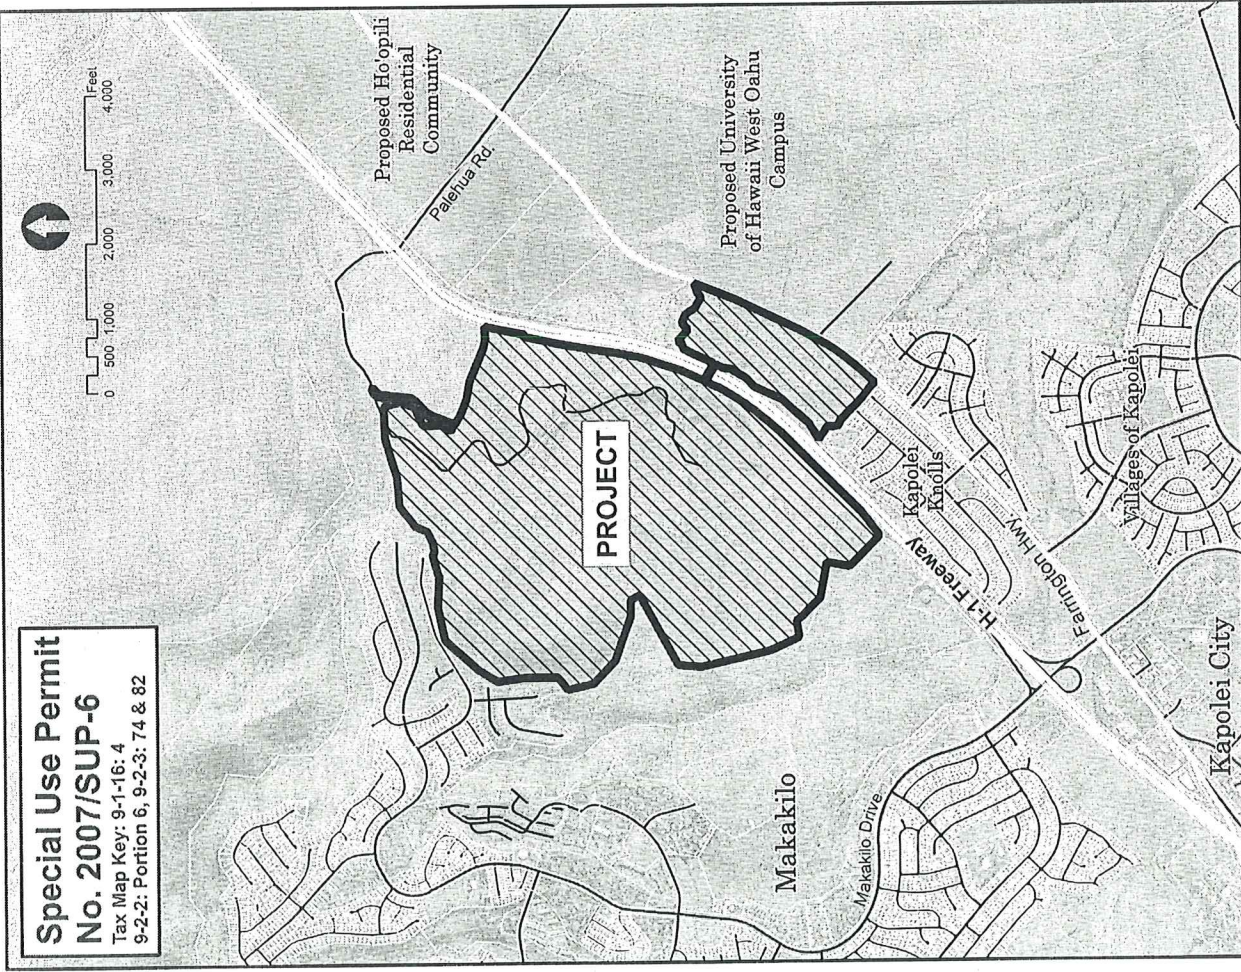 Special Use Permit
No. 2007/SUP-6
Tax Map Key: 9-1-16: 4
9-2-2: Portion 6, 9-2-3: 74 & 82
0 500 1,000 2,000 3,000 4,000
Feet
Proposed Ho'opili
Residential
Community
Palehua Rd.
Proposed University
of Hawaii West Oahu
Campus
PROJECT
Kapolei
Knolls
Villages of Kapolei
H-1 Freeway
Farrington Hwy.
Makakilo
Makakilo Drive
Kapolei City